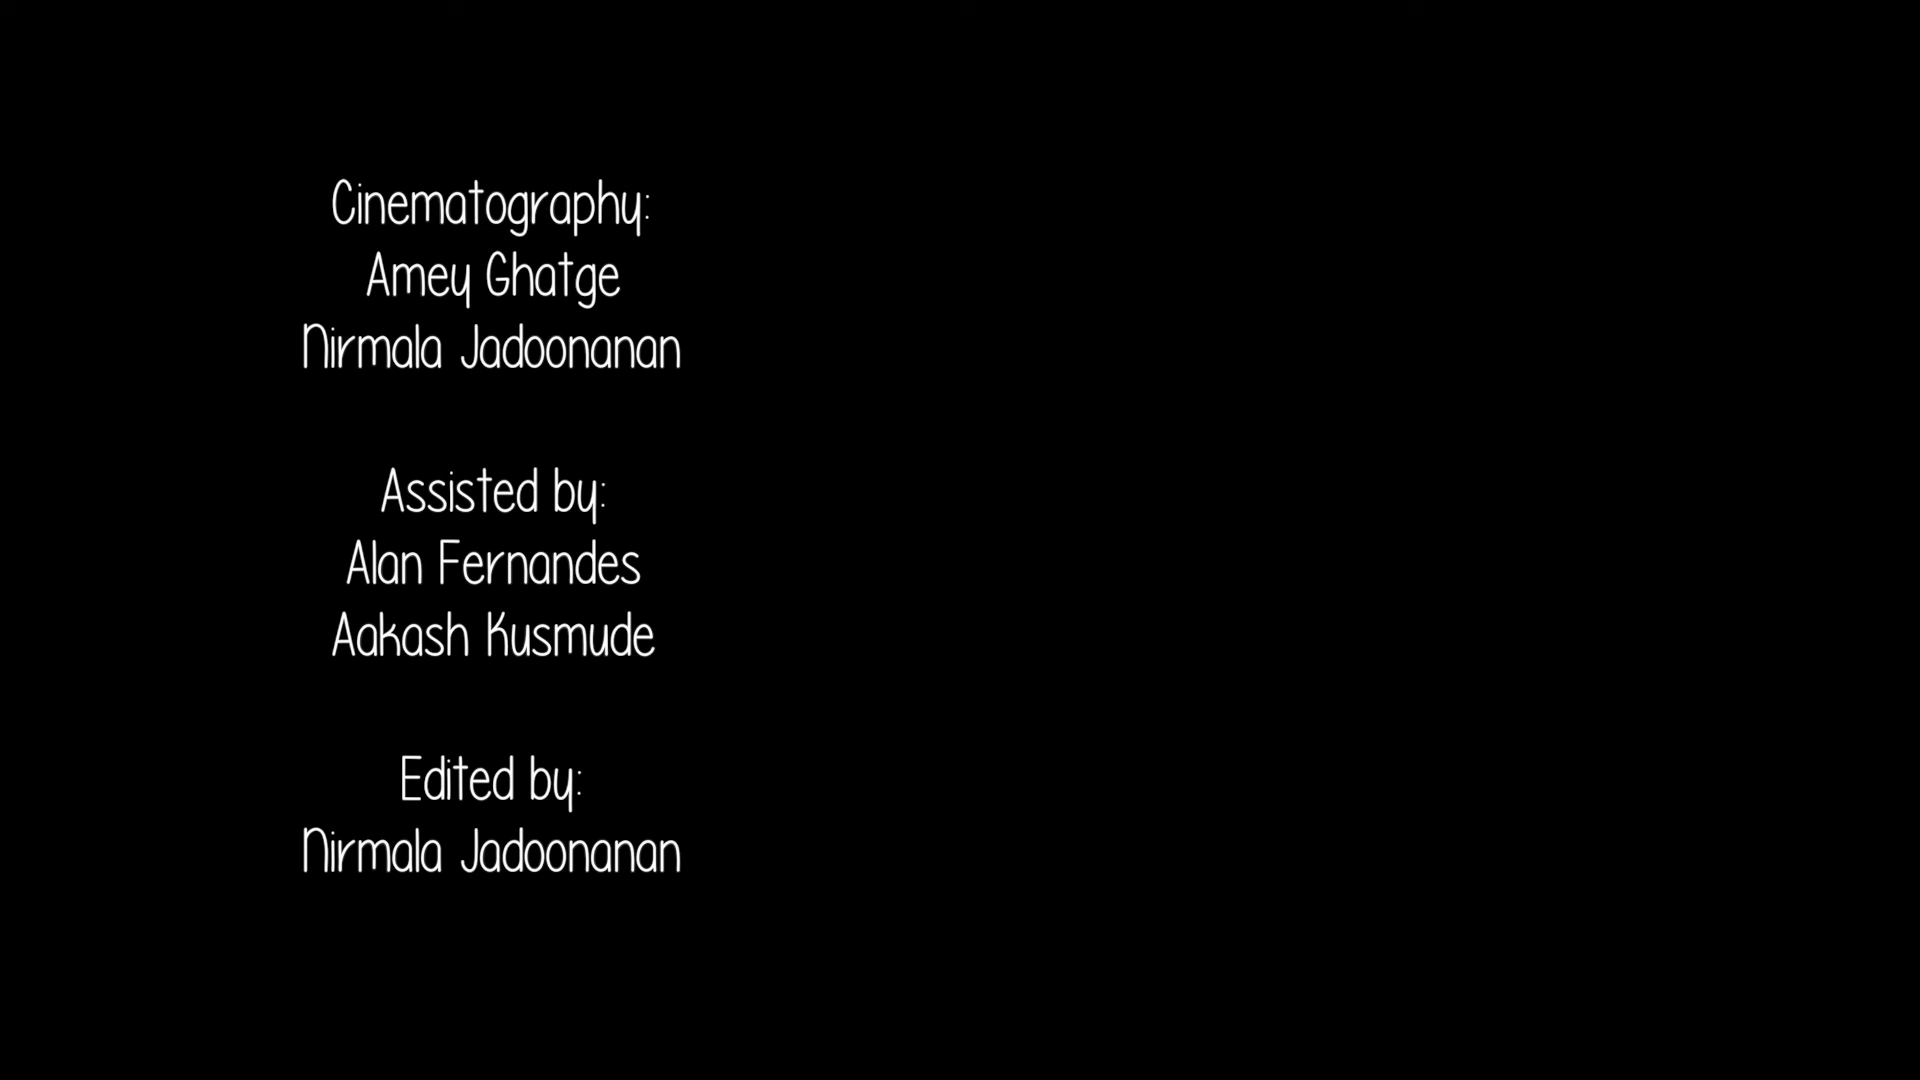 Cinematography:
Amey Ghatge
Nirmala Jadoonanan
Assisted by:
Alan Fernandes
Aakash Kusmude
Edited by:
Nirmala Jadoonanan